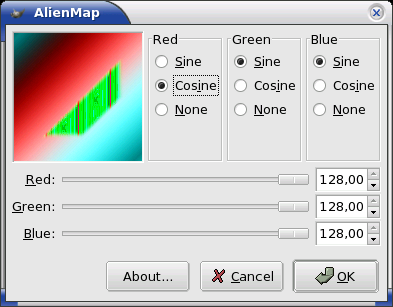 AlienMap
Red Green Blue
Sine Sine Sine
Cosine Cosine Cosine
None None None
Red: 128,00
Green: 128,00
Blue: 128,00
About... Cancel OK